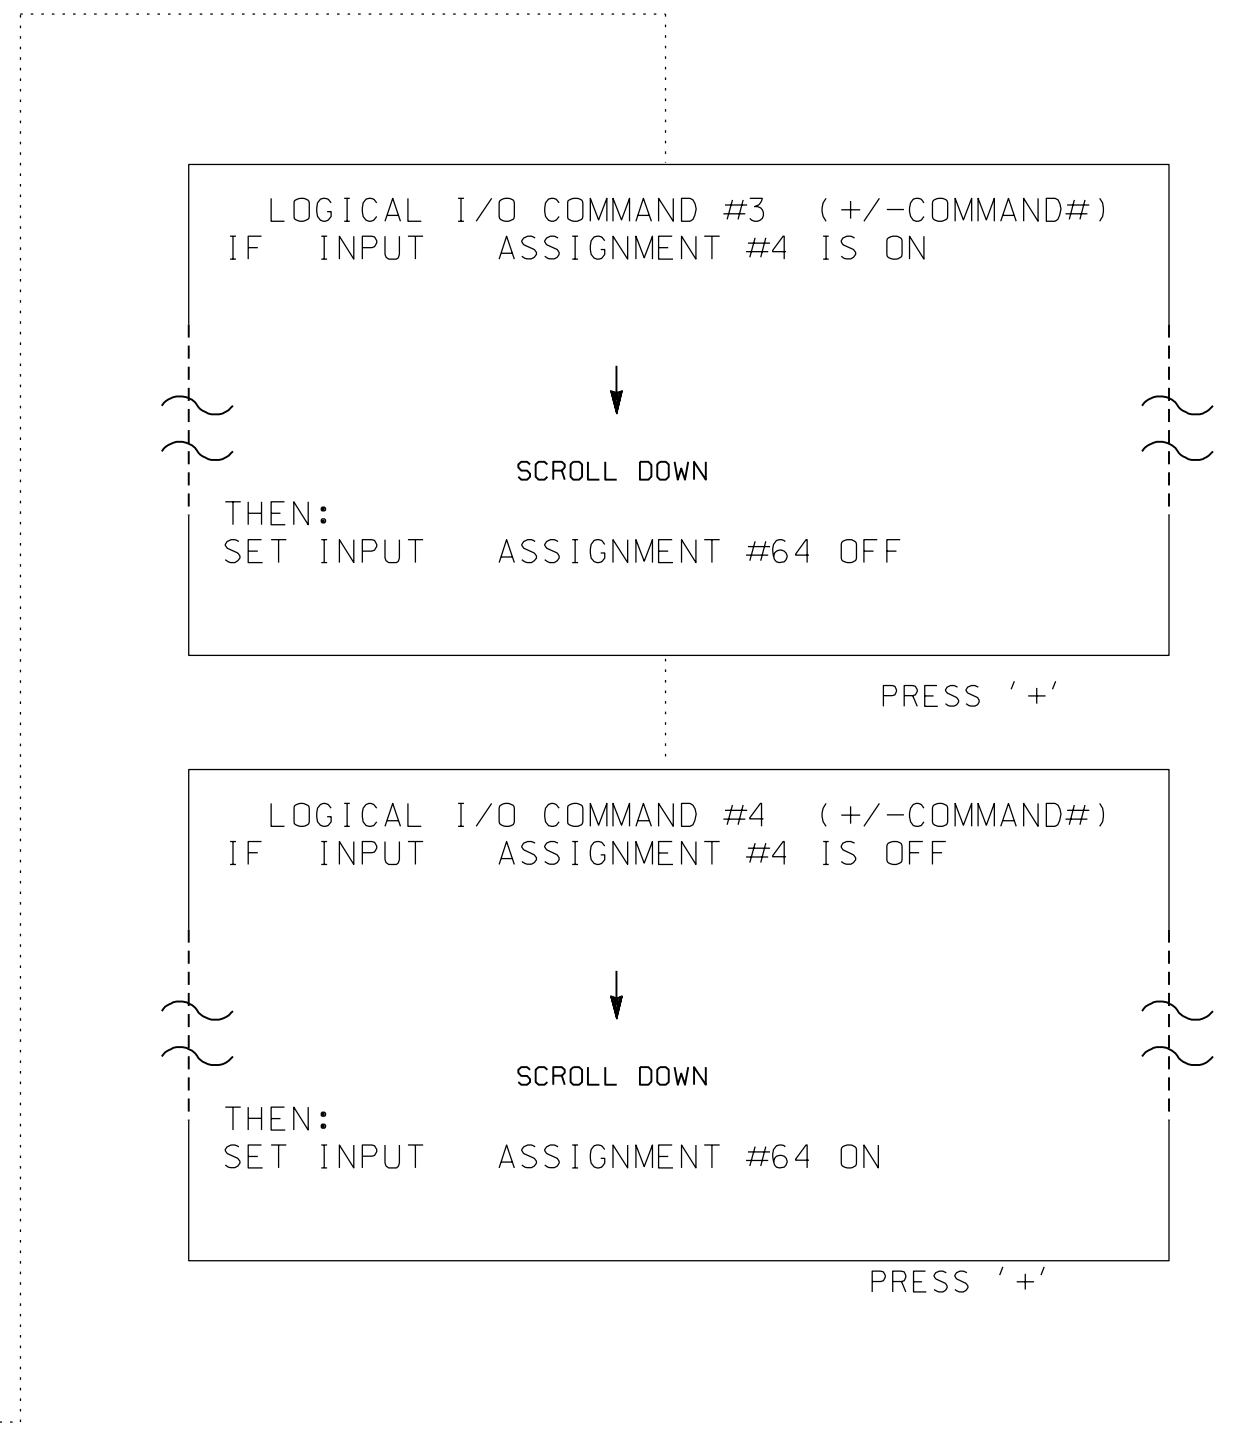 LOGICAL I/O COMMAND #3 (+/-COMMAND#)
IF INPUT ASSIGNMENT #4 IS ON
SCROLL DOWN
THEN:
SET INPUT ASSIGNMENT #64 OFF
PRESS '+'
LOGICAL I/O COMMAND #4 (+/-COMMAND#)
IF INPUT ASSIGNMENT #4 IS OFF
SCROLL DOWN
THEN:
SET INPUT ASSIGNMENT #64 ON
PRESS '+'